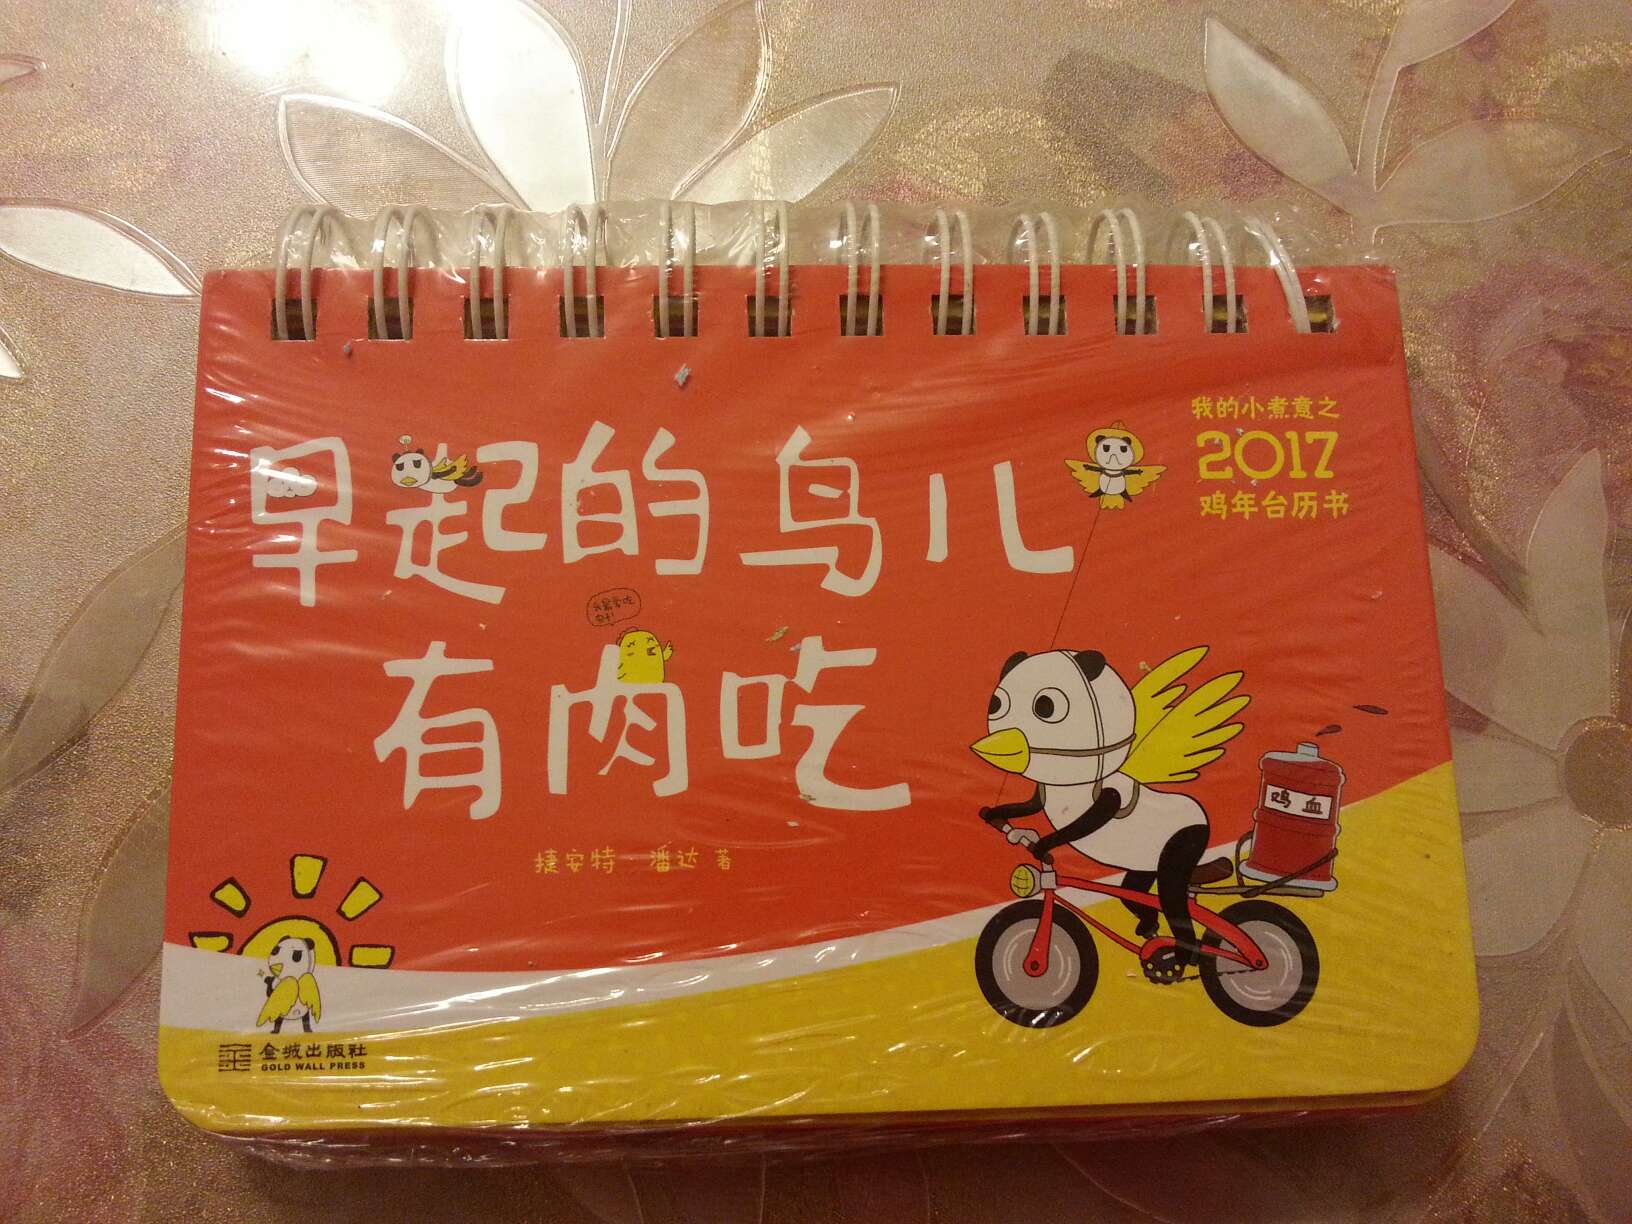 我的小煮意之
2017
鸡年台历书
早起的鸟儿
有肉吃
捷安特·潘达 著
鸡血
金城出版社
GOLD WALL PRESS